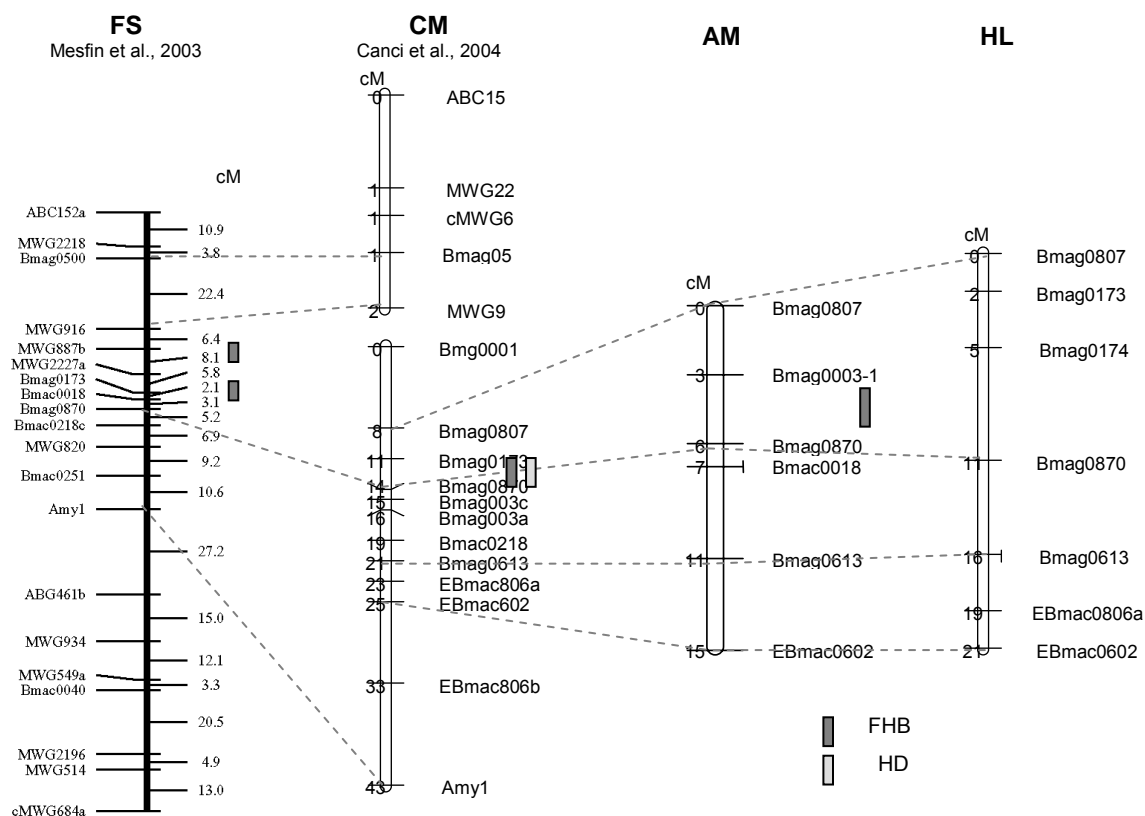 FS
Mesfin et al., 2003
cM
ABC152a
10.9
MWG2218
3.8
Bmag0500
22.4
MWG916
6.4
MWG887b
8.1
MWG2227a
5.8
Bmag0173
2.1
Bmac0018
3.1
Bmag0870
5.2
Bmac0218c
6.9
MWG820
9.2
Bmac0251
10.6
Amy1
27.2
ABG461b
15.0
MWG934
12.1
MWG549a
3.3
Bmac0040
20.5
MWG2196
4.9
MWG514
13.0
cMWG684a
CM
Canci et al., 2004
cM
0 ABC15
1 MWG22
1 cMWG6
1 Bmag05
2 MWG9
0 Bmg0001
8 Bmag0807
11 Bmag0173
14 Bmag0870
15 Bmag003c
16 Bmag003a
19 Bmac0218
21 Bmag0613
23 EBmac806a
25 EBmac602
33 EBmac806b
43 Amy1
AM
cM
0 Bmag0807
3 Bmag0003-1
6 Bmag0870
7 Bmac0018
11 Bmag0613
15 EBmac0602
HL
cM
0 Bmag0807
2 Bmag0173
5 Bmag0174
11 Bmag0870
16 Bmag0613
19 EBmac0806a
21 EBmac0602
FHB
HD